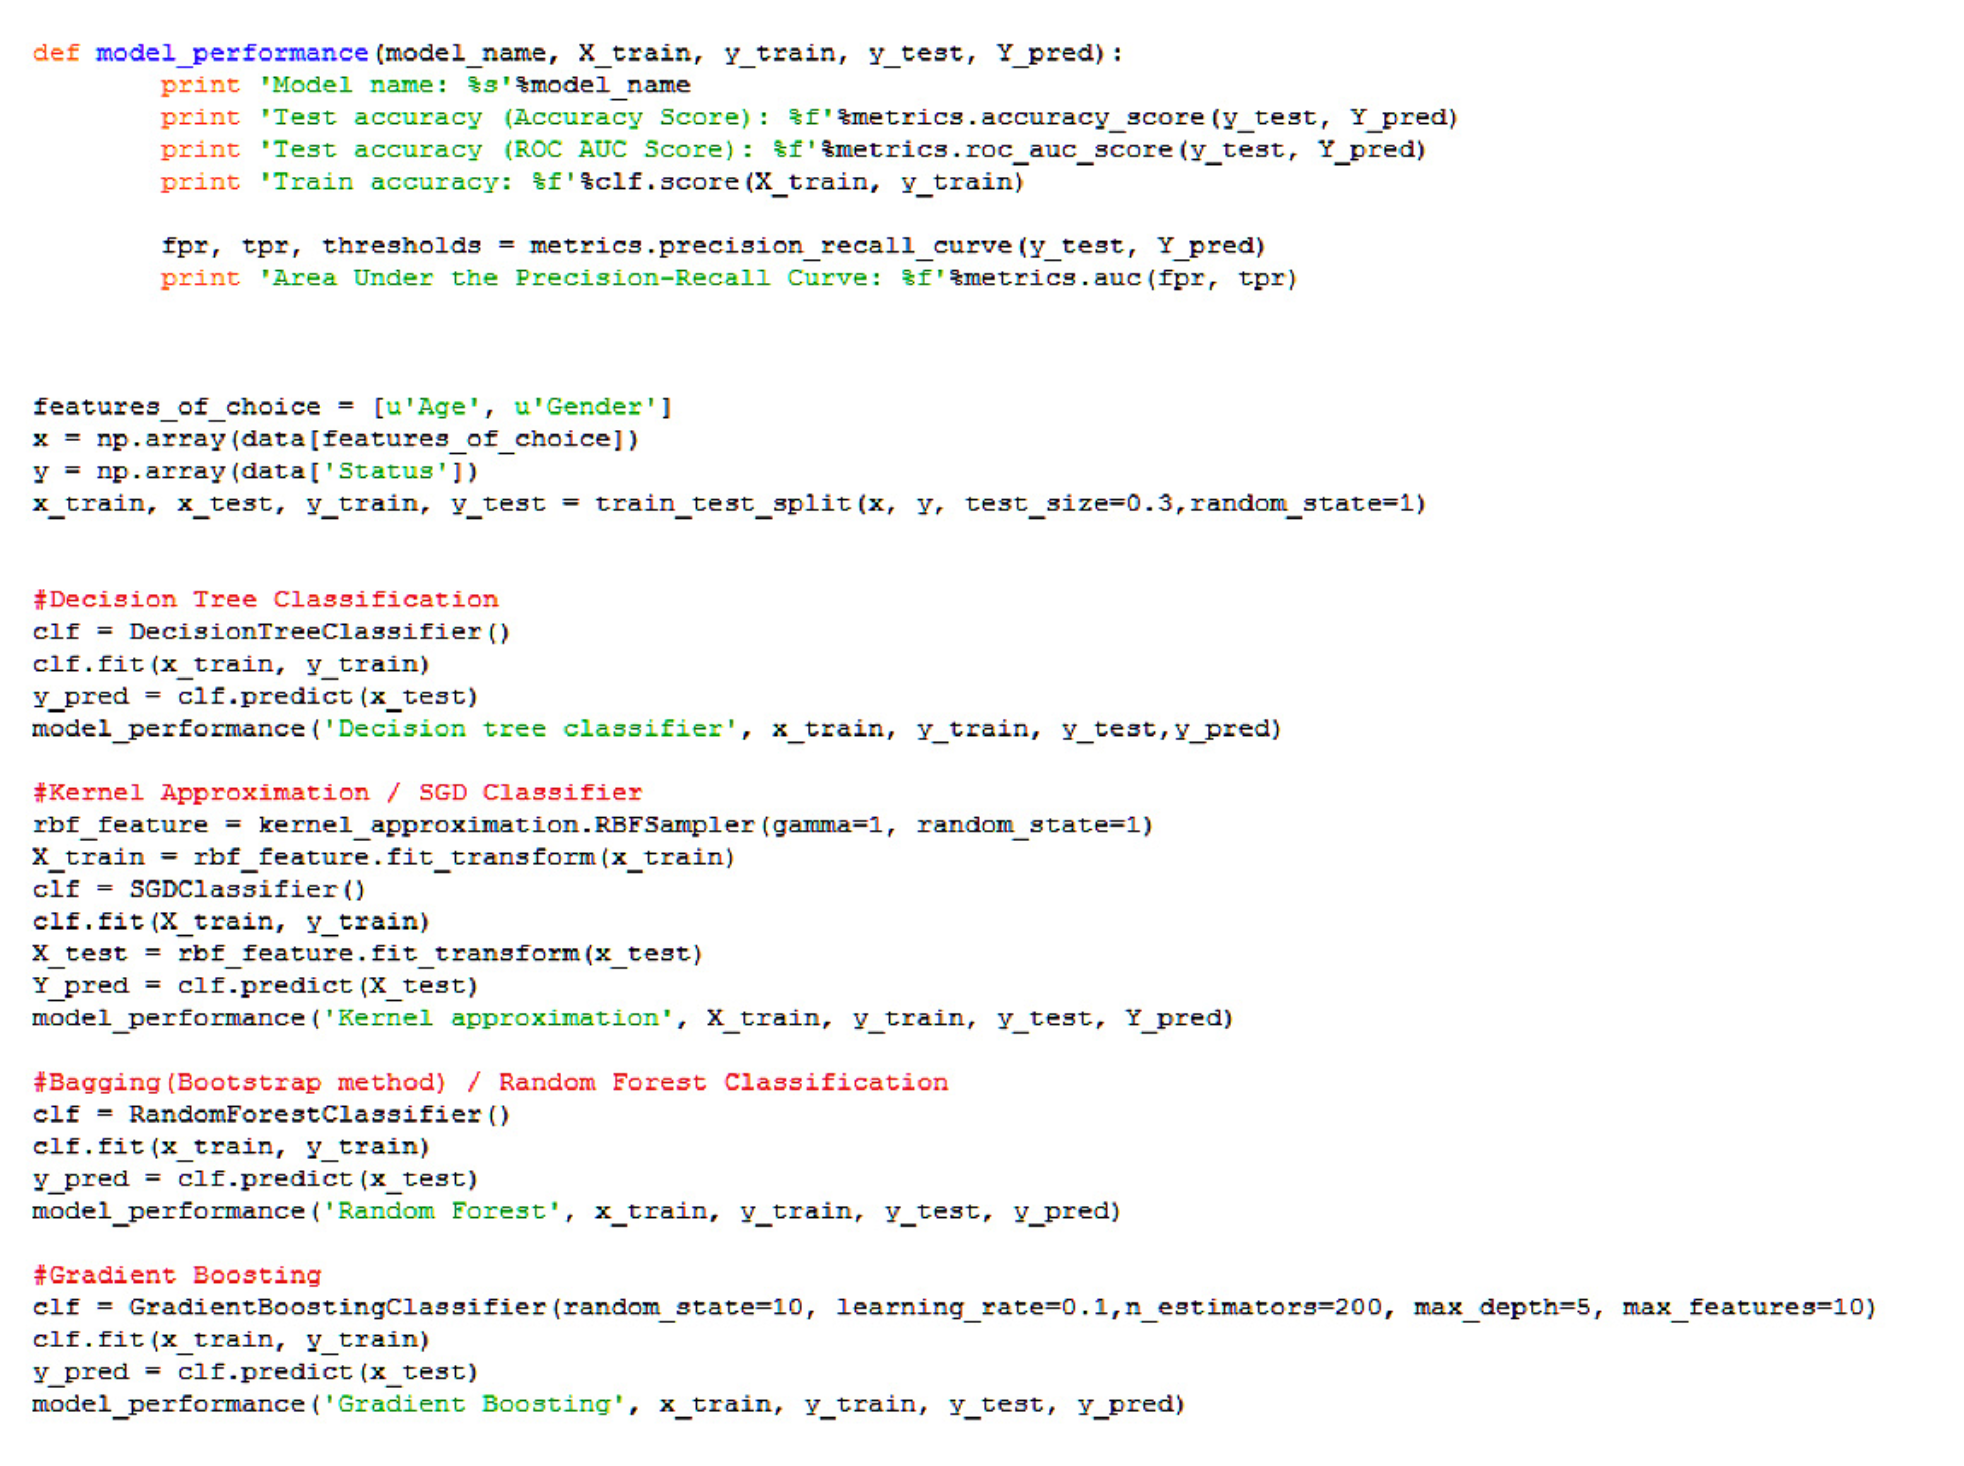 def model_performance(model_name, X_train, y_train, y_test, Y_pred):
        print 'Model name: %s'%model_name
        print 'Test accuracy (Accuracy Score): %f'%metrics.accuracy_score(y_test, Y_pred)
        print 'Test accuracy (ROC AUC Score): %f'%metrics.roc_auc_score(y_test, Y_pred)
        print 'Train accuracy: %f'%clf.score(X_train, y_train)
        fpr, tpr, thresholds = metrics.precision_recall_curve(y_test, Y_pred)
        print 'Area Under the Precision-Recall Curve: %f'%metrics.auc(fpr, tpr)
features_of_choice = [u'Age', u'Gender']
x = np.array(data[features_of_choice])
y = np.array(data['Status'])
x_train, x_test, y_train, y_test = train_test_split(x, y, test_size=0.3,random_state=1)
#Decision Tree Classification
clf = DecisionTreeClassifier()
clf.fit(x_train, y_train)
y_pred = clf.predict(x_test)
model_performance('Decision tree classifier', x_train, y_train, y_test,y_pred)
#Kernel Approximation / SGD Classifier
rbf_feature = kernel_approximation.RBFSampler(gamma=1, random_state=1)
X_train = rbf_feature.fit_transform(x_train)
clf = SGDClassifier()
clf.fit(X_train, y_train)
X_test = rbf_feature.fit_transform(x_test)
Y_pred = clf.predict(X_test)
model_performance('Kernel approximation', X_train, y_train, y_test, Y_pred)
#Bagging(Bootstrap method) / Random Forest Classification
clf = RandomForestClassifier()
clf.fit(x_train, y_train)
y_pred = clf.predict(x_test)
model_performance('Random Forest', x_train, y_train, y_test, y_pred)
#Gradient Boosting
clf = GradientBoostingClassifier(random_state=10, learning_rate=0.1,n_estimators=200, max_depth=5, max_features=10)
clf.fit(x_train, y_train)
y_pred = clf.predict(x_test)
model_performance('Gradient Boosting', x_train, y_train, y_test, y_pred)